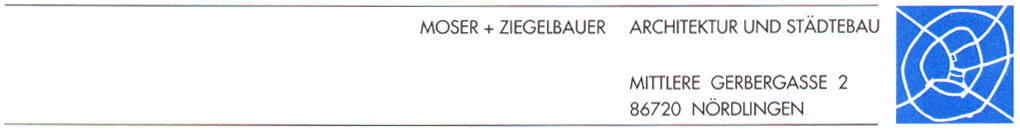 MOSER + ZIEGELBAUER ARCHITEKTUR UND STÄDTEBAU
MITTLERE GERBERGASSE 2
86720 NÖRDLINGEN